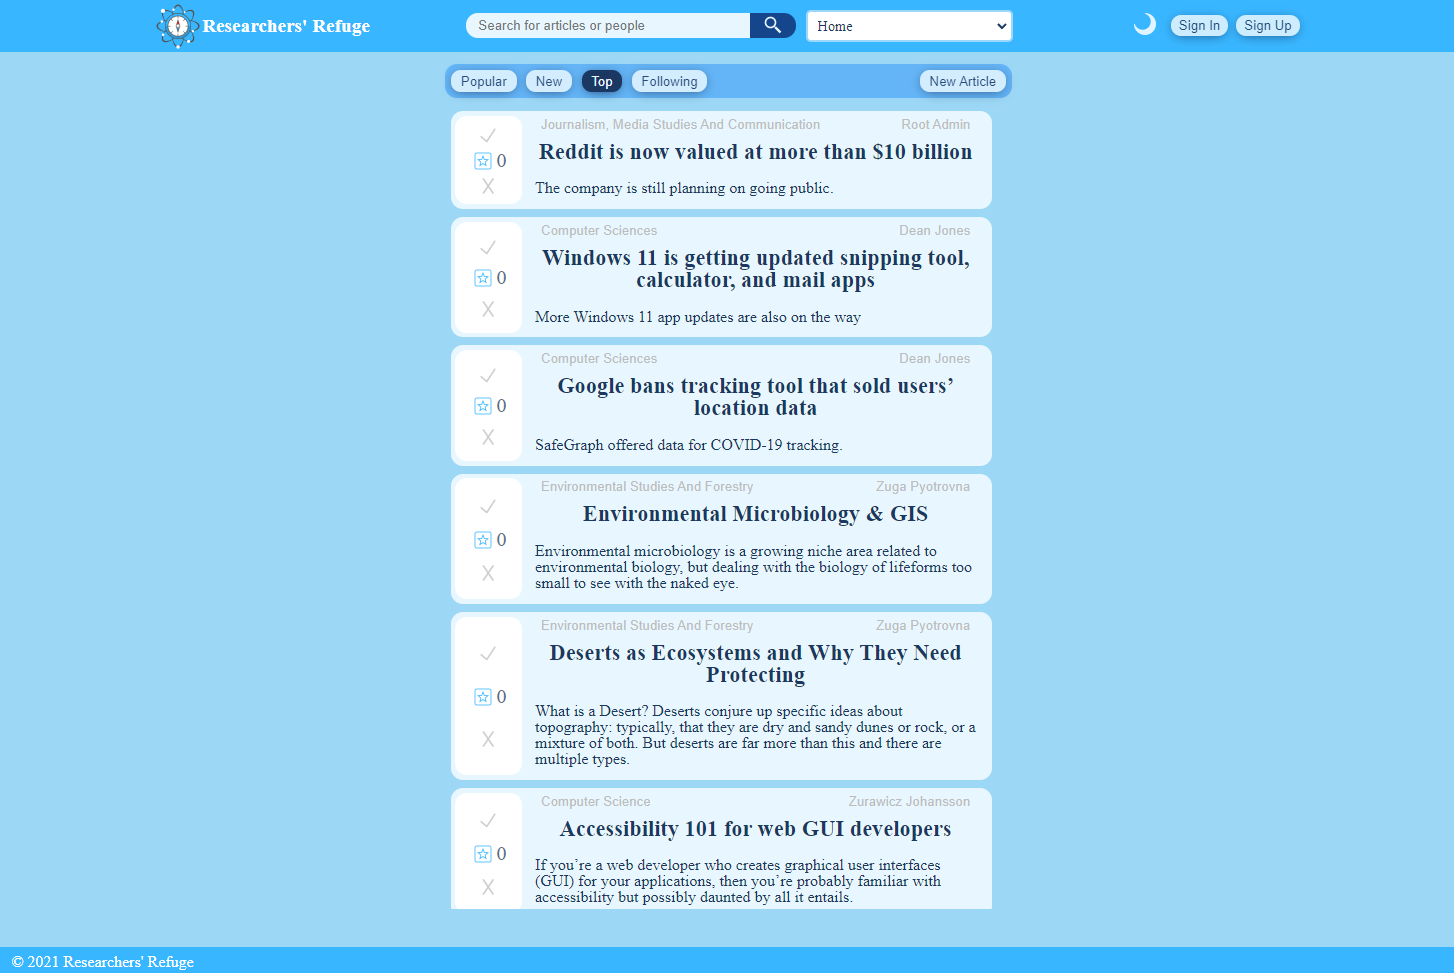 Researchers' Refuge
Search for articles or people
Home
Sign In
Sign Up
Popular
New
Top
Following
New Article
Journalism, Media Studies And Communication
Root Admin
Reddit is now valued at more than $10 billion
0
The company is still planning on going public.
X
Computer Sciences
Dean Jones
Windows 11 is getting updated snipping tool,
calculator, and mail apps
0
More Windows 11 app updates are also on the way
X
Computer Sciences
Dean Jones
Google bans tracking tool that sold users’
location data
0
SafeGraph offered data for COVID-19 tracking.
X
Environmental Studies And Forestry
Zuga Pyotrovna
Environmental Microbiology & GIS
0
Environmental microbiology is a growing niche area related to
environmental biology, but dealing with the biology of lifeforms too
small to see with the naked eye.
X
Environmental Studies And Forestry
Zuga Pyotrovna
Deserts as Ecosystems and Why They Need
Protecting
0
What is a Desert? Deserts conjure up specific ideas about
topography: typically, that they are dry and sandy dunes or rock, or a
mixture of both. But deserts are far more than this and there are
multiple types.
X
Computer Science
Zurawicz Johansson
Accessibility 101 for web GUI developers
0
If you’re a web developer who creates graphical user interfaces
(GUI) for your applications, then you’re probably familiar with
accessibility but possibly daunted by all it entails.
X
© 2021 Researchers' Refuge